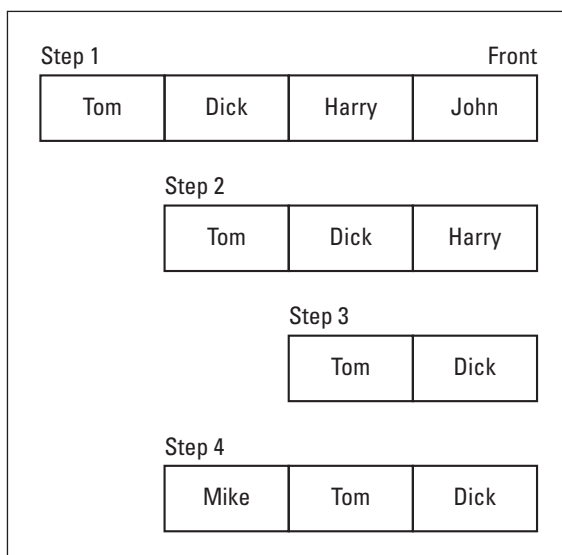 Step 1 Front
Tom Dick Harry John
Step 2
Tom Dick Harry
Step 3
Tom Dick
Step 4
Mike Tom Dick